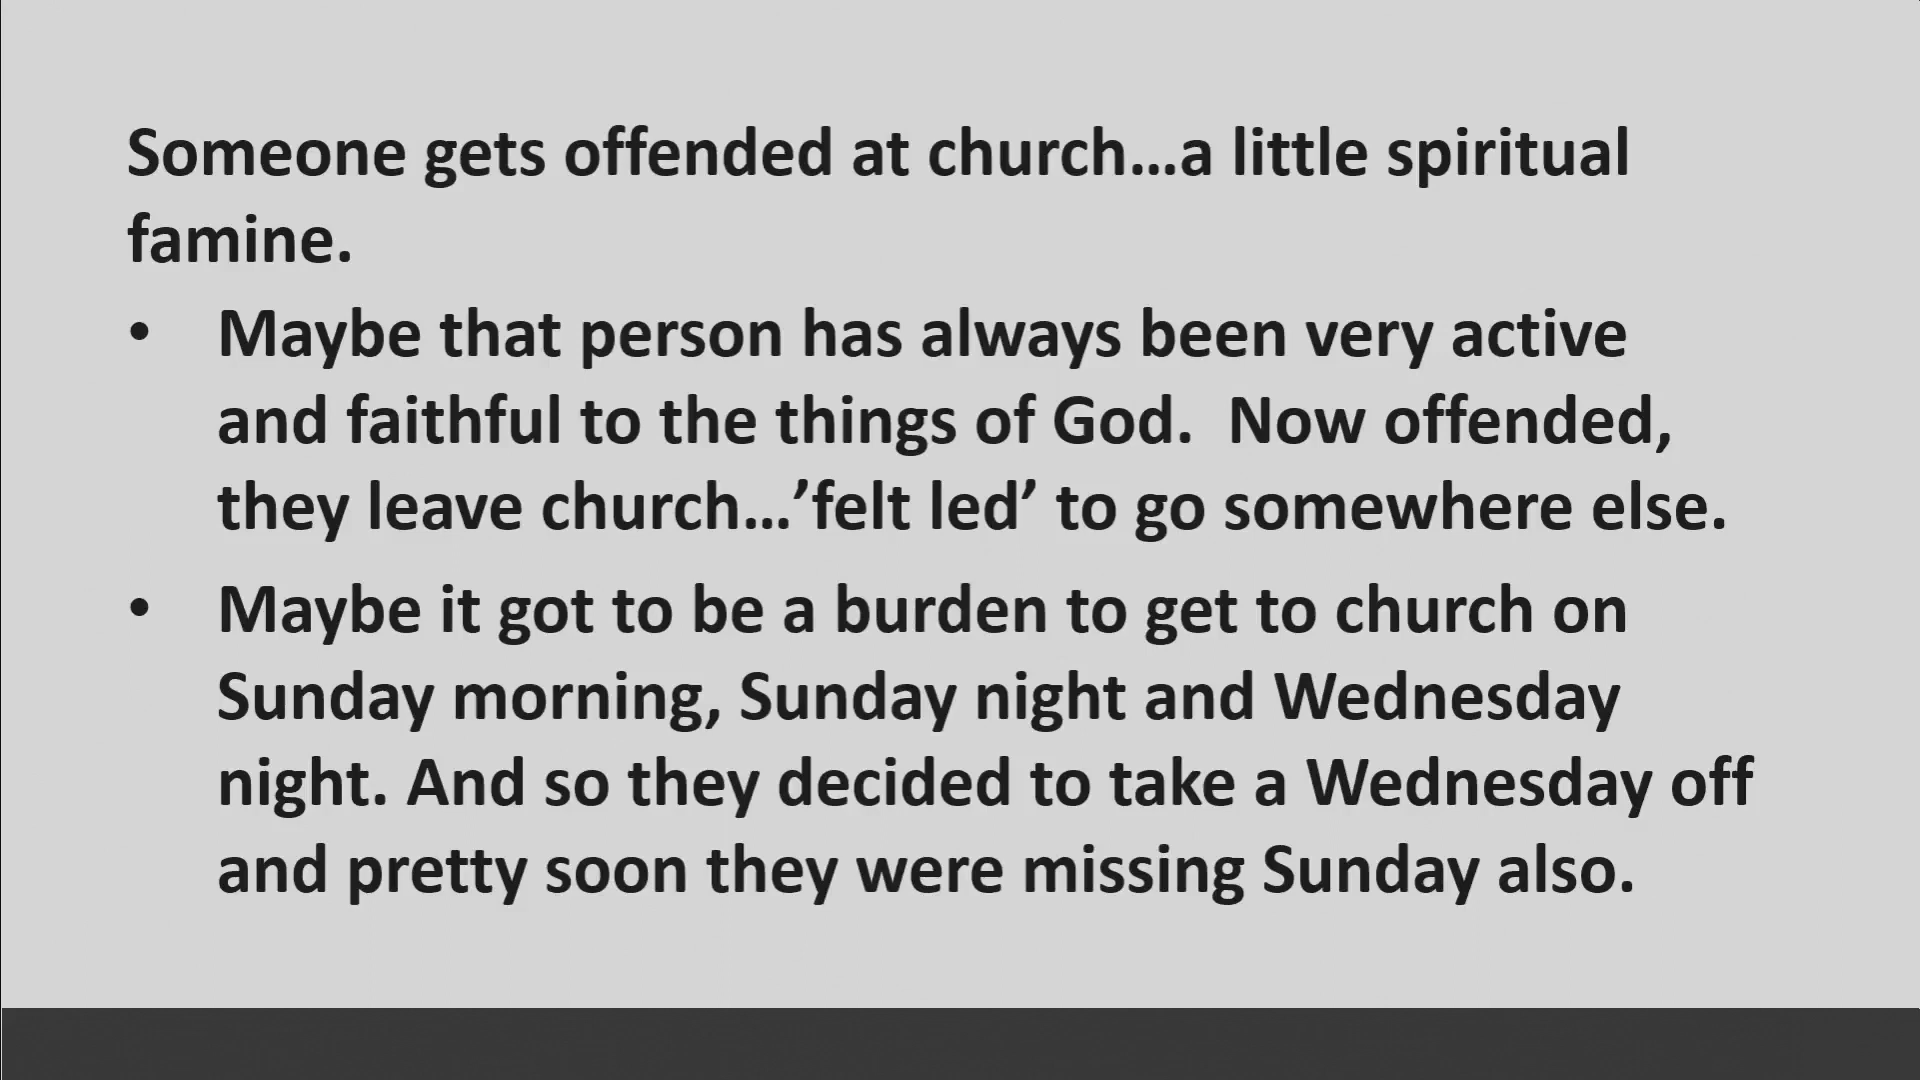 Someone gets offended at church…a little spiritual
famine.
• Maybe that person has always been very active
and faithful to the things of God.  Now offended,
they leave church…’felt led’ to go somewhere else.
• Maybe it got to be a burden to get to church on
Sunday morning, Sunday night and Wednesday
night. And so they decided to take a Wednesday off
and pretty soon they were missing Sunday also.